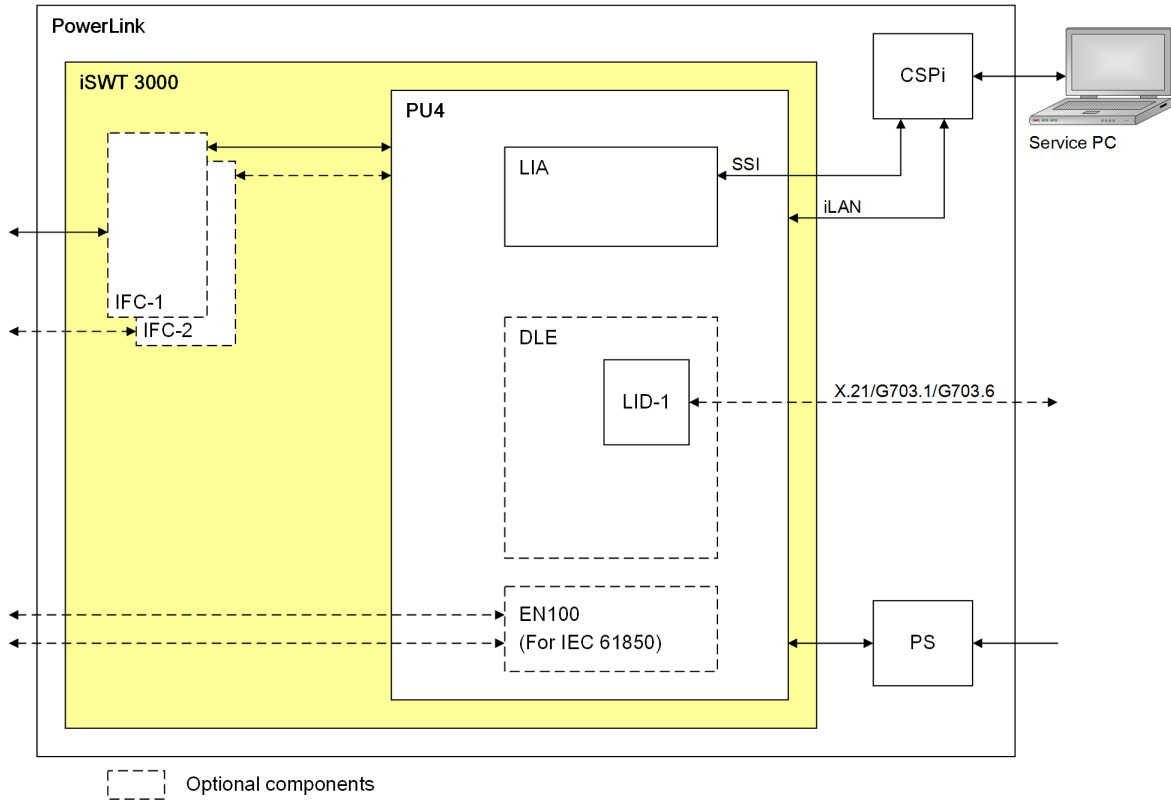 PowerLink
iSWT 3000
PU4
CSPi
Service PC
LIA
SSI
iLAN
IFC-1
IFC-2
DLE
LID-1
X.21/G703.1/G703.6
EN100
(For IEC 61850)
PS
Optional components